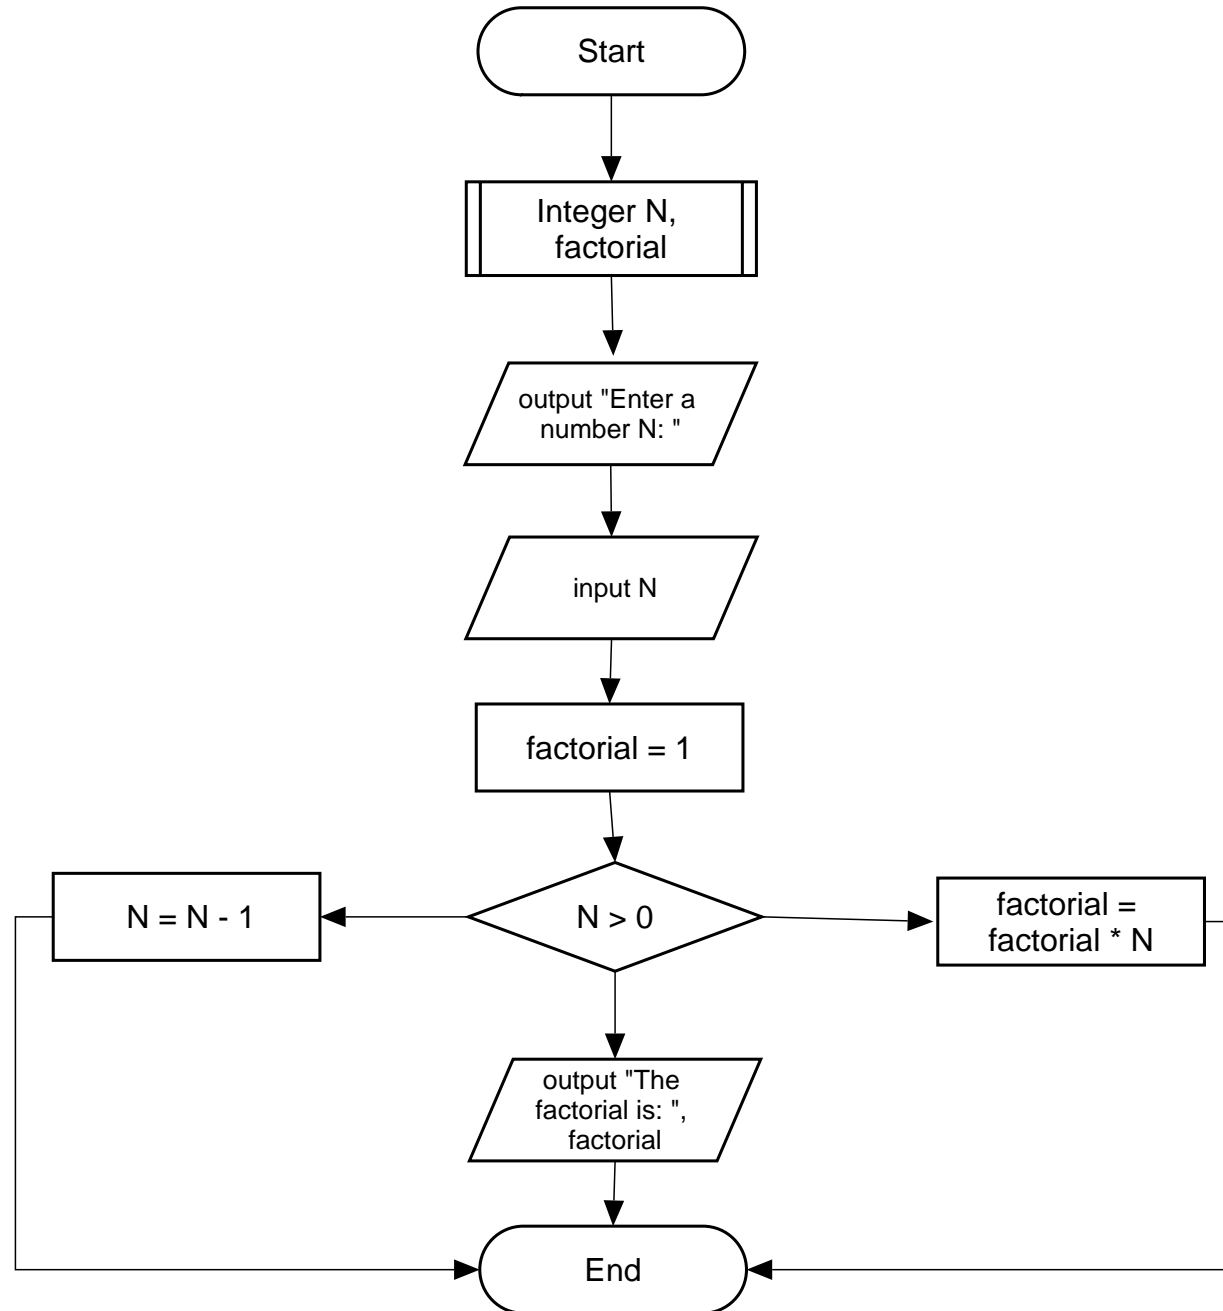 Start
Integer N,
factorial
output "Enter a
number N: "
input N
factorial = 1
N = N - 1
N > 0
factorial =
factorial * N
output "The
factorial is: ",
factorial
End